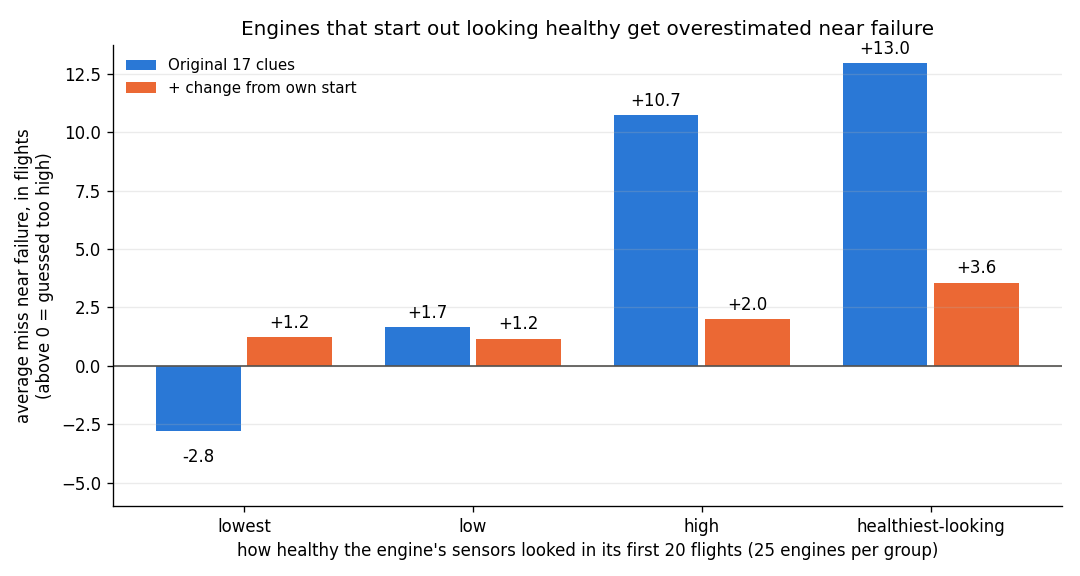 Engines that start out looking healthy get overestimated near failure
Original 17 clues
+ change from own start
average miss near failure, in flights
(above 0 = guessed too high)
12.5
10.0
7.5
5.0
2.5
0.0
−2.5
−5.0
-2.8
+1.2
+1.7
+1.2
+10.7
+2.0
+13.0
+3.6
lowest
low
high
healthiest-looking
how healthy the engine's sensors looked in its first 20 flights (25 engines per group)